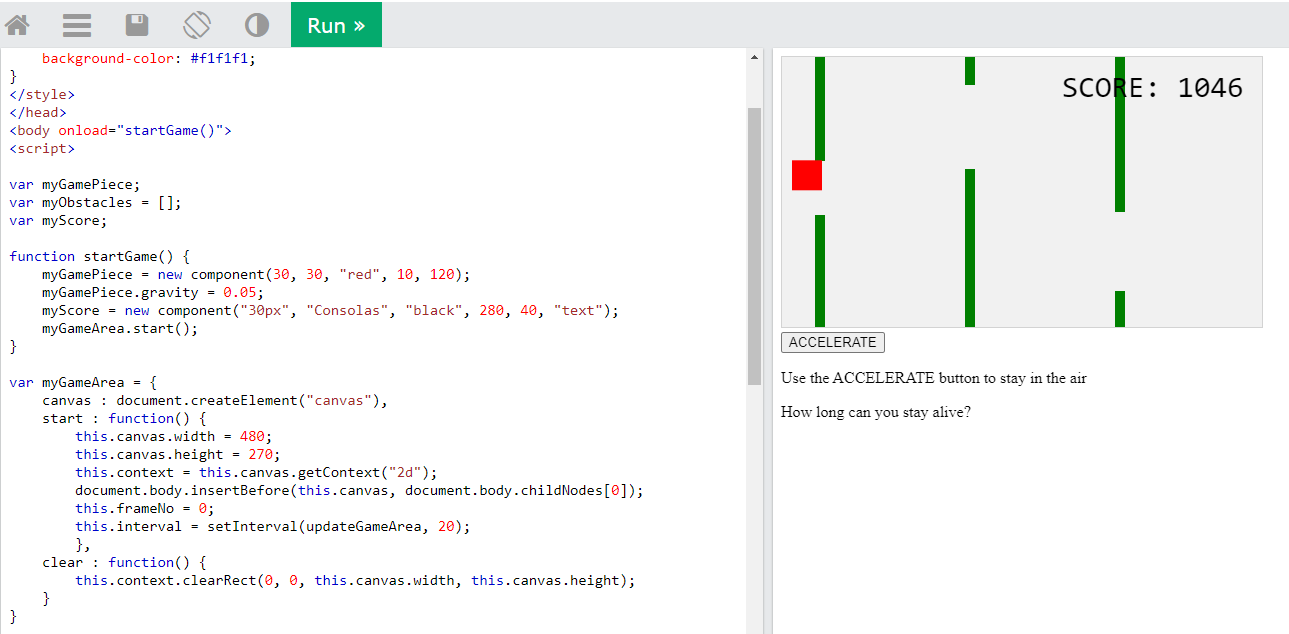 Run »
background-color: #f1f1f1;
}
</style>
</head>
<body onload="startGame()">
<script>
var myGamePiece;
var myObstacles = [];
var myScore;
function startGame() {
myGamePiece = new component(30, 30, "red", 10, 120);
myGamePiece.gravity = 0.05;
myScore = new component("30px", "Consolas", "black", 280, 40, "text");
myGameArea.start();
}
var myGameArea = {
canvas : document.createElement("canvas"),
start : function() {
this.canvas.width = 480;
this.canvas.height = 270;
this.context = this.canvas.getContext("2d");
document.body.insertBefore(this.canvas, document.body.childNodes[0]);
this.frameNo = 0;
this.interval = setInterval(updateGameArea, 20);
},
clear : function() {
this.context.clearRect(0, 0, this.canvas.width, this.canvas.height);
}
}
SCORE: 1046
ACCELERATE
Use the ACCELERATE button to stay in the air
How long can you stay alive?